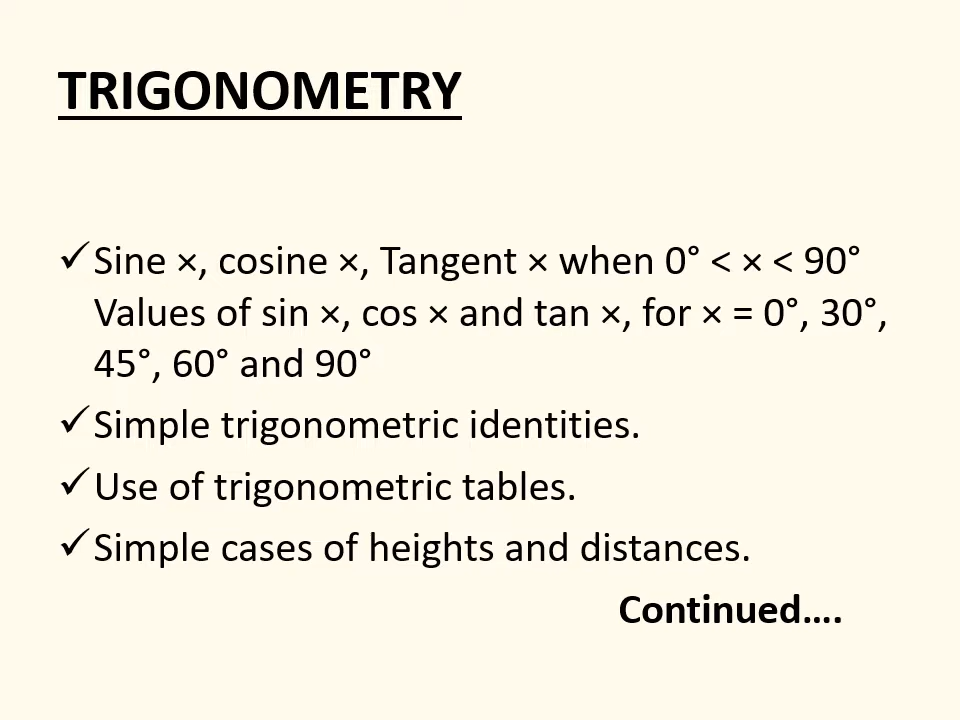 TRIGONOMETRY
✓Sine ×, cosine ×, Tangent × when 0° < × < 90°
Values of sin ×, cos × and tan ×, for × = 0°, 30°,
45°, 60° and 90°
✓Simple trigonometric identities.
✓Use of trigonometric tables.
✓Simple cases of heights and distances.
Continued….